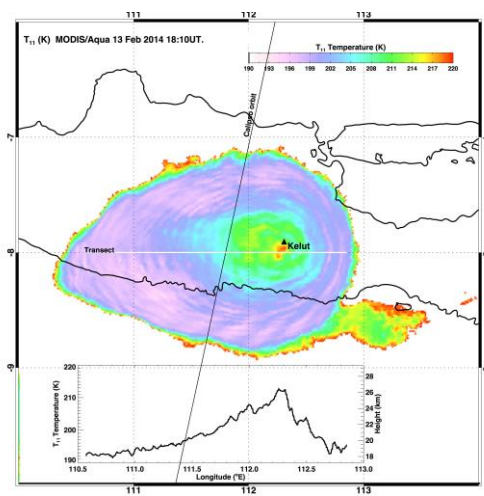 111 112 113
T11 (K) MODIS/Aqua 13 Feb 2014 18:10UT.
T11 Temperature (K)
190 193 196 199 202 205 208 211 214 217 220
Calipso orbit
-7
Kelut
Transect
-8
-9
220
210
200
190
T11 Temperature (K)
28
26
24
22
20
18
Height (km)
110.5 111.0 111.5 112.0 112.5 113.0
Longitude (°E)
111 112 113